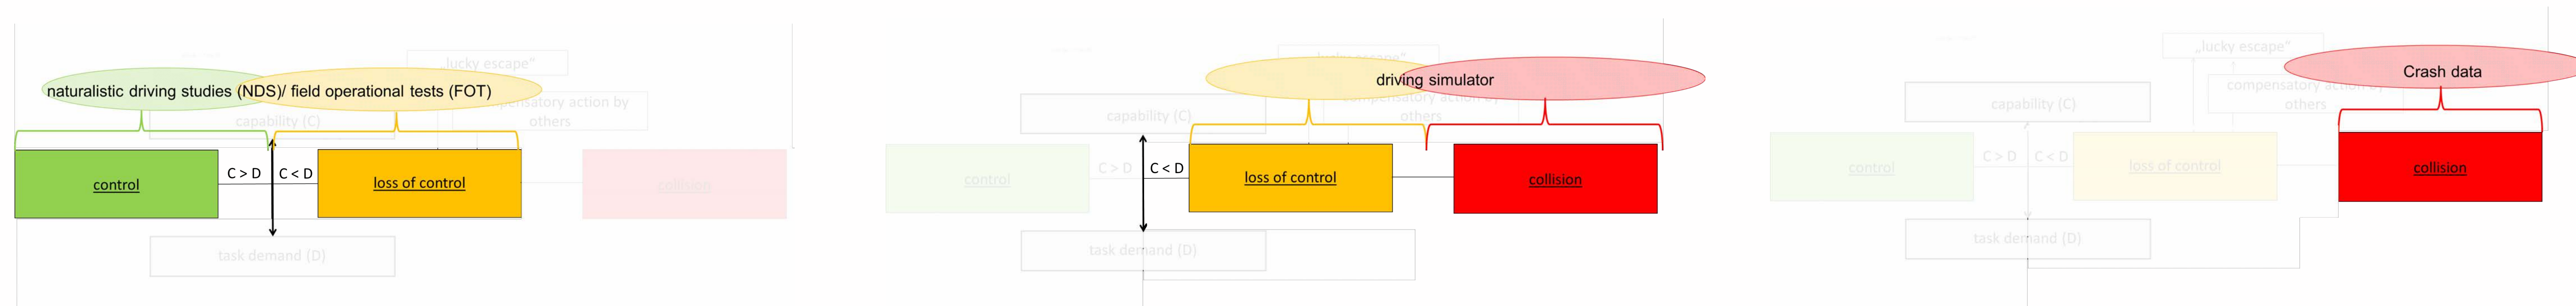 „lucky escape"
naturalistic driving studies (NDS)/ field operational tests (FOT)
capability (C)
compensatory action by
others
control
C > D
C < D
loss of control
collision
task demand (D)
„lucky escape"
driving simulator
compensatory action by
others
capability (C)
control
C > D
C < D
loss of control
collision
task demand (D)
„lucky escape"
Crash data
compensatory action by
others
capability (C)
control
C > D
C < D
loss of control
collision
task demand (D)